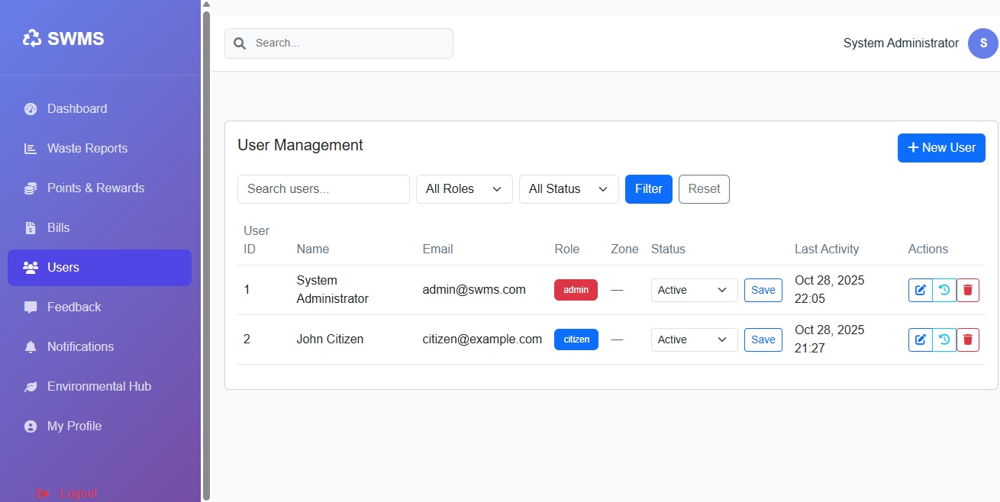 SWMS
Search...
System Administrator
S
Dashboard
Waste Reports
Points & Rewards
Bills
Users
Feedback
Notifications
Environmental Hub
My Profile
Logout
User Management
+ New User
Search users...
All Roles
All Status
Filter
Reset
User
ID
Name
Email
Role
Zone
Status
Last Activity
Actions
1
System
Administrator
admin@swms.com
admin
—
Active
Save
Oct 28, 2025
22:05
2
John Citizen
citizen@example.com
citizen
—
Active
Save
Oct 28, 2025
21:27